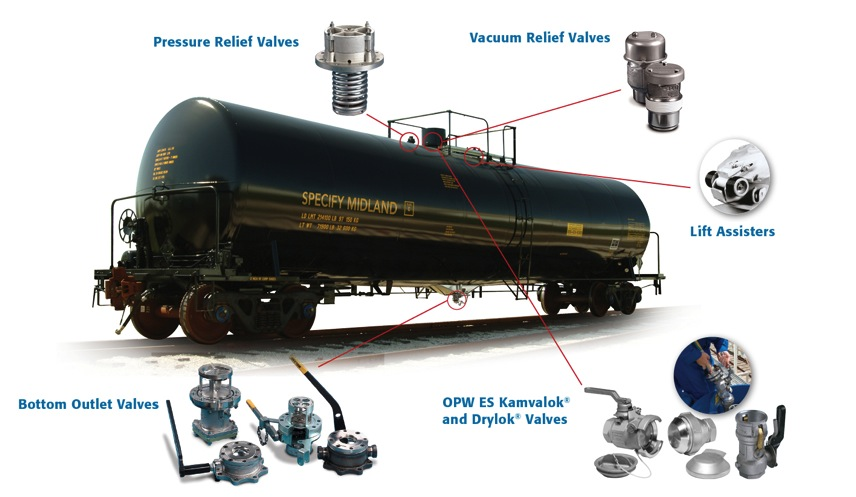 Pressure Relief Valves
Vacuum Relief Valves
SPECIFY MIDLAND
Lift Assisters
Bottom Outlet Valves
OPW ES Kamvalok®
and Drylok® Valves